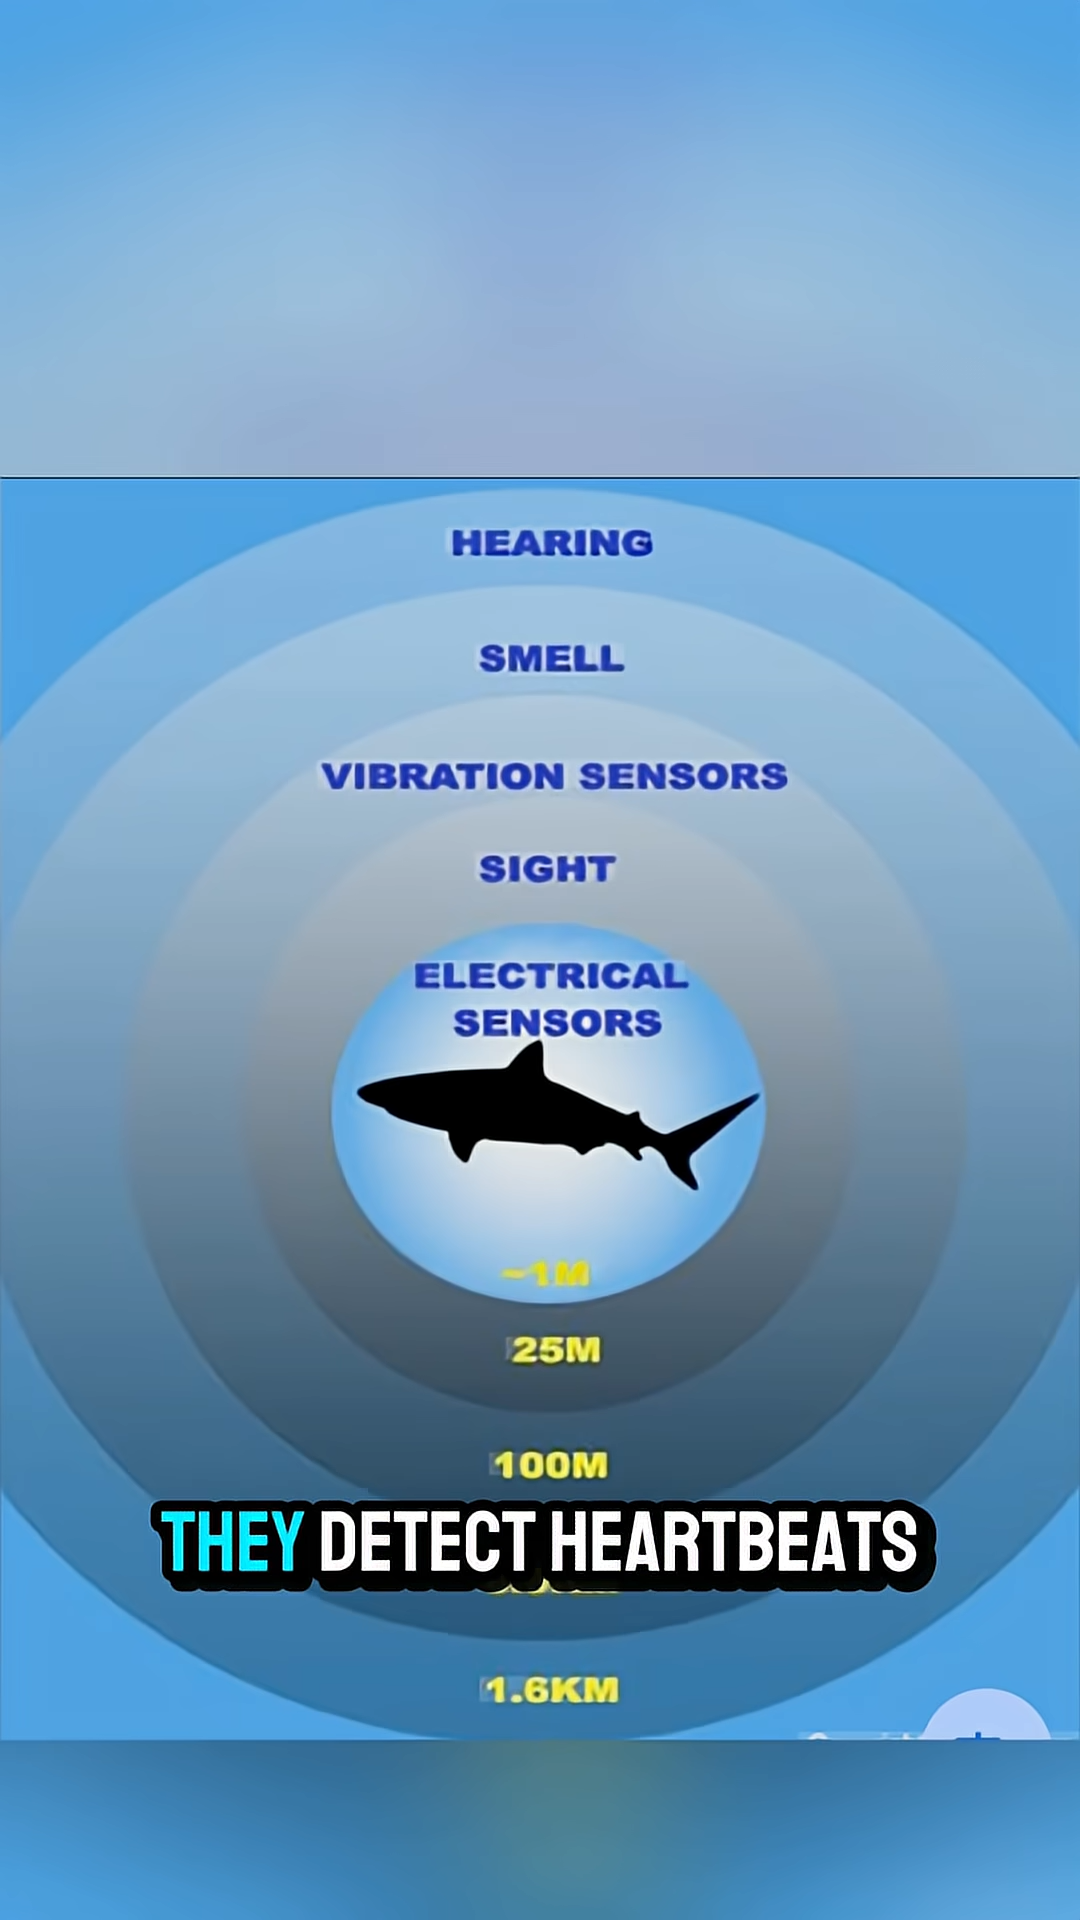 HEARING
SMELL
VIBRATION SENSORS
SIGHT
ELECTRICAL
SENSORS
~1M
25M
100M
THEY DETECT HEARTBEATS
1.6KM